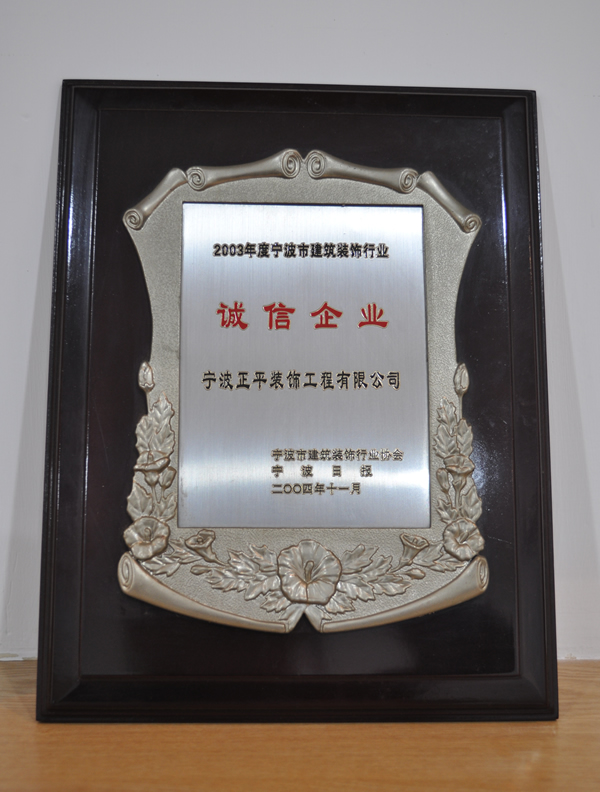 2003年度宁波市建筑装饰行业
诚信企业
宁波正平装饰工程有限公司
宁波市建筑装饰行业协会
宁波日报
二〇〇四年十一月